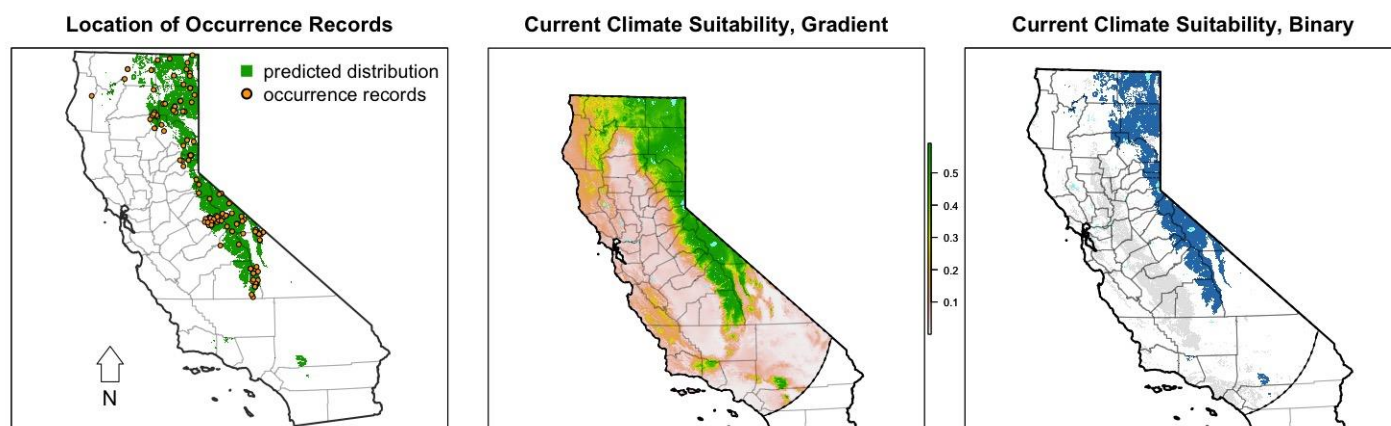 Location of Occurrence Records
predicted distribution
occurrence records
N
Current Climate Suitability, Gradient
0.5
0.4
0.3
0.2
0.1
Current Climate Suitability, Binary